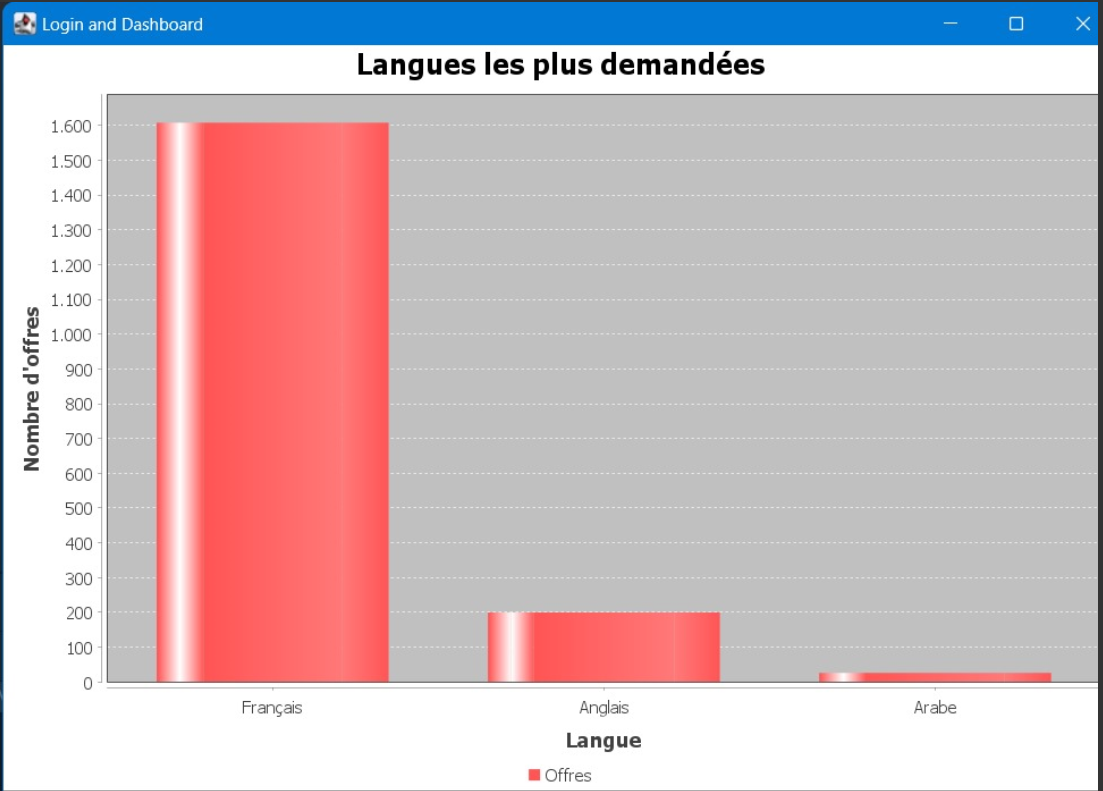 Login and Dashboard
Langues les plus demandées
1.600
1.500
1.400
1.300
1.200
1.100
1.000
900
800
700
600
500
400
300
200
100
0
Nombre d'offres
Français Anglais Arabe
Langue
Offres